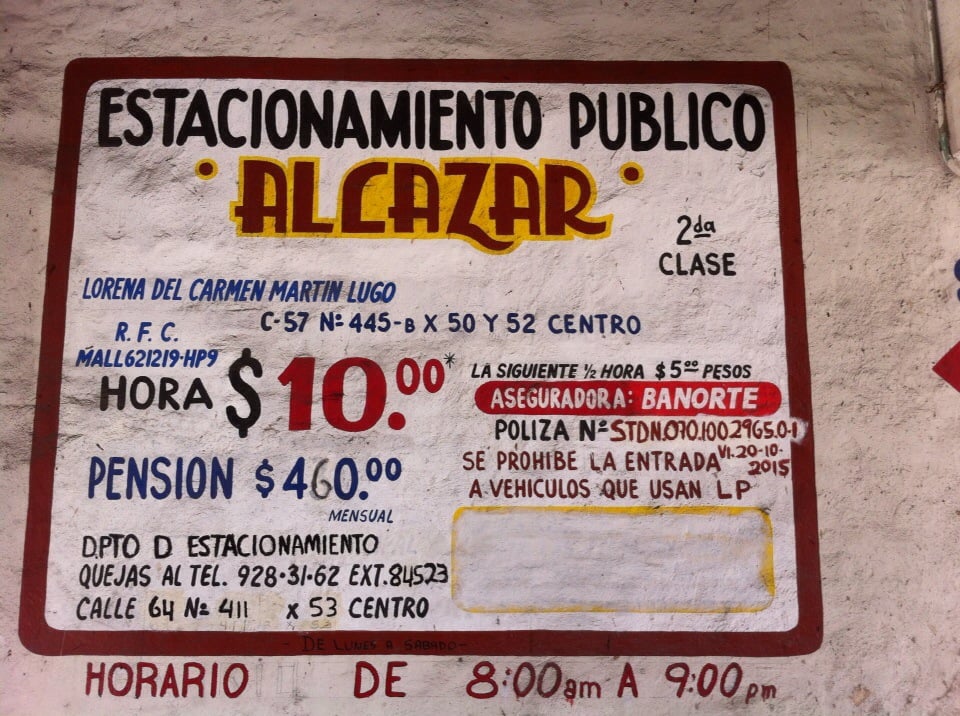 ESTACIONAMIENTO PUBLICO
· ALCAZAR ·
2da
CLASE
LORENA DEL CARMEN MARTIN LUGO
C-57 Nº 445-B X 50 Y 52 CENTRO
R. F. C.
MALL621219-HP9
HORA $ 10.00*
LA SIGUIENTE ½ HORA $ 5.00 PESOS
ASEGURADORA: BANORTE
POLIZA Nº STDN.070.100.2965.0-1
V1.20-10-2015
SE PROHIBE LA ENTRADA
A VEHICULOS QUE USAN LP
PENSION $ 460.00
MENSUAL
D.PTO D ESTACIONAMIENTO
QUEJAS AL TEL. 928·31-62 EXT.84523
CALLE 64 Nº 411 X 53 CENTRO
- DE LUNES A SABADO-
HORARIO DE 8:00am A 9:00pm